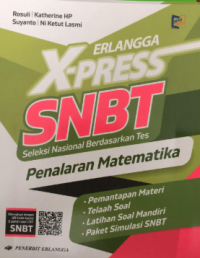 Rosuli | Katherine HP
Suyanto | Ni Ketut Lasmi
ERLANGGA
X-PRESS
SNBT
Seleksi Nasional Berdasarkan Tes
Penalaran Matematika
• Pemantapan Materi
• Telaah Soal
• Latihan Soal Mandiri
• Paket Simulasi SNBT
SNBT
PENERBIT ERLANGGA